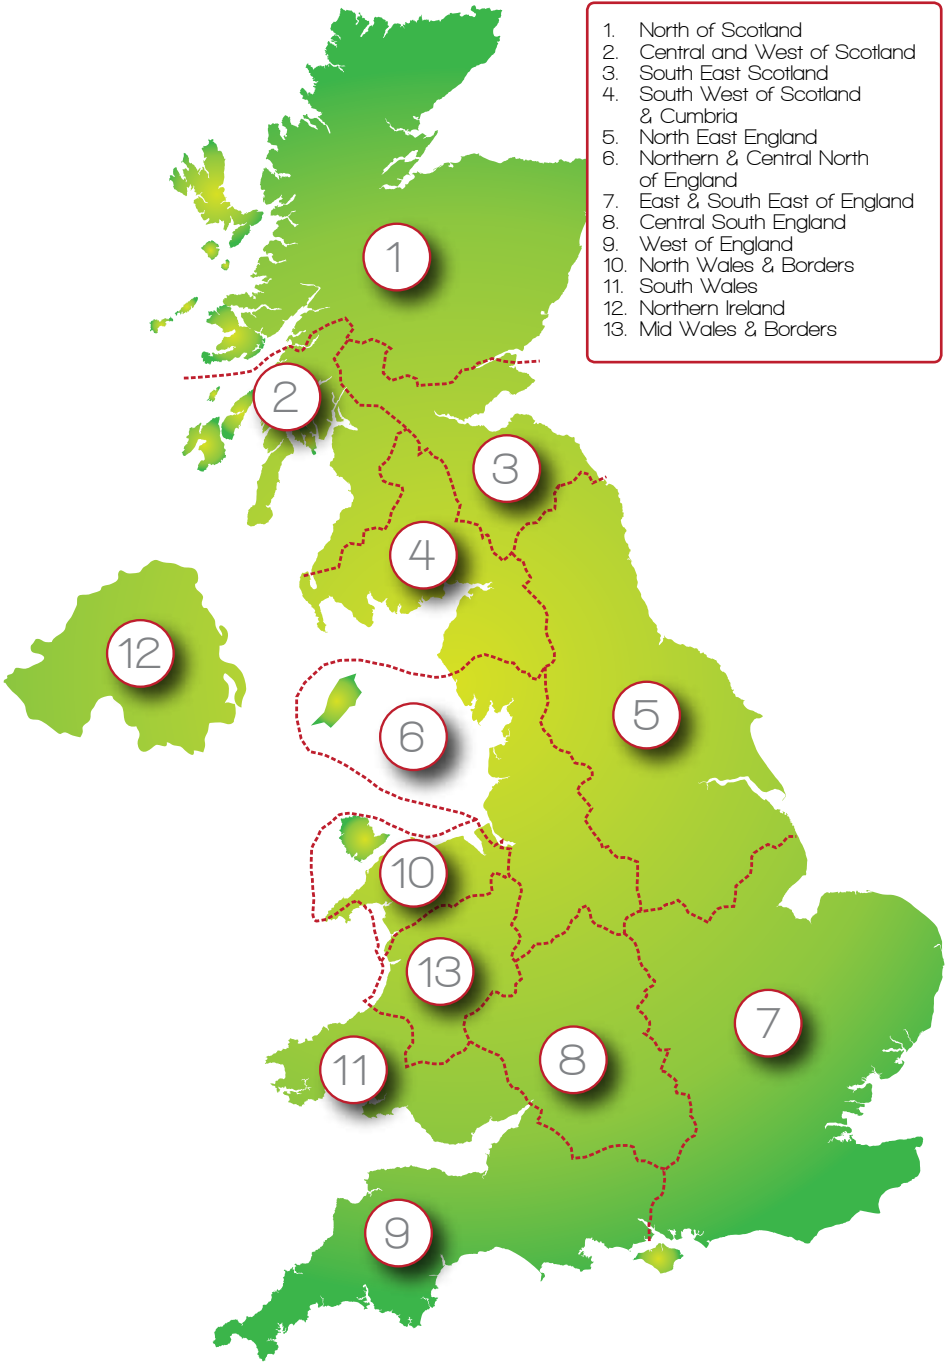 1. North of Scotland
2. Central and West of Scotland
3. South East Scotland
4. South West of Scotland
& Cumbria
5. North East England
6. Northern & Central North
of England
7. East & South East of England
8. Central South England
9. West of England
10. North Wales & Borders
11. South Wales
12. Northern Ireland
13. Mid Wales & Borders
1
2
3
4
12
5
6
10
13
7
8
11
9